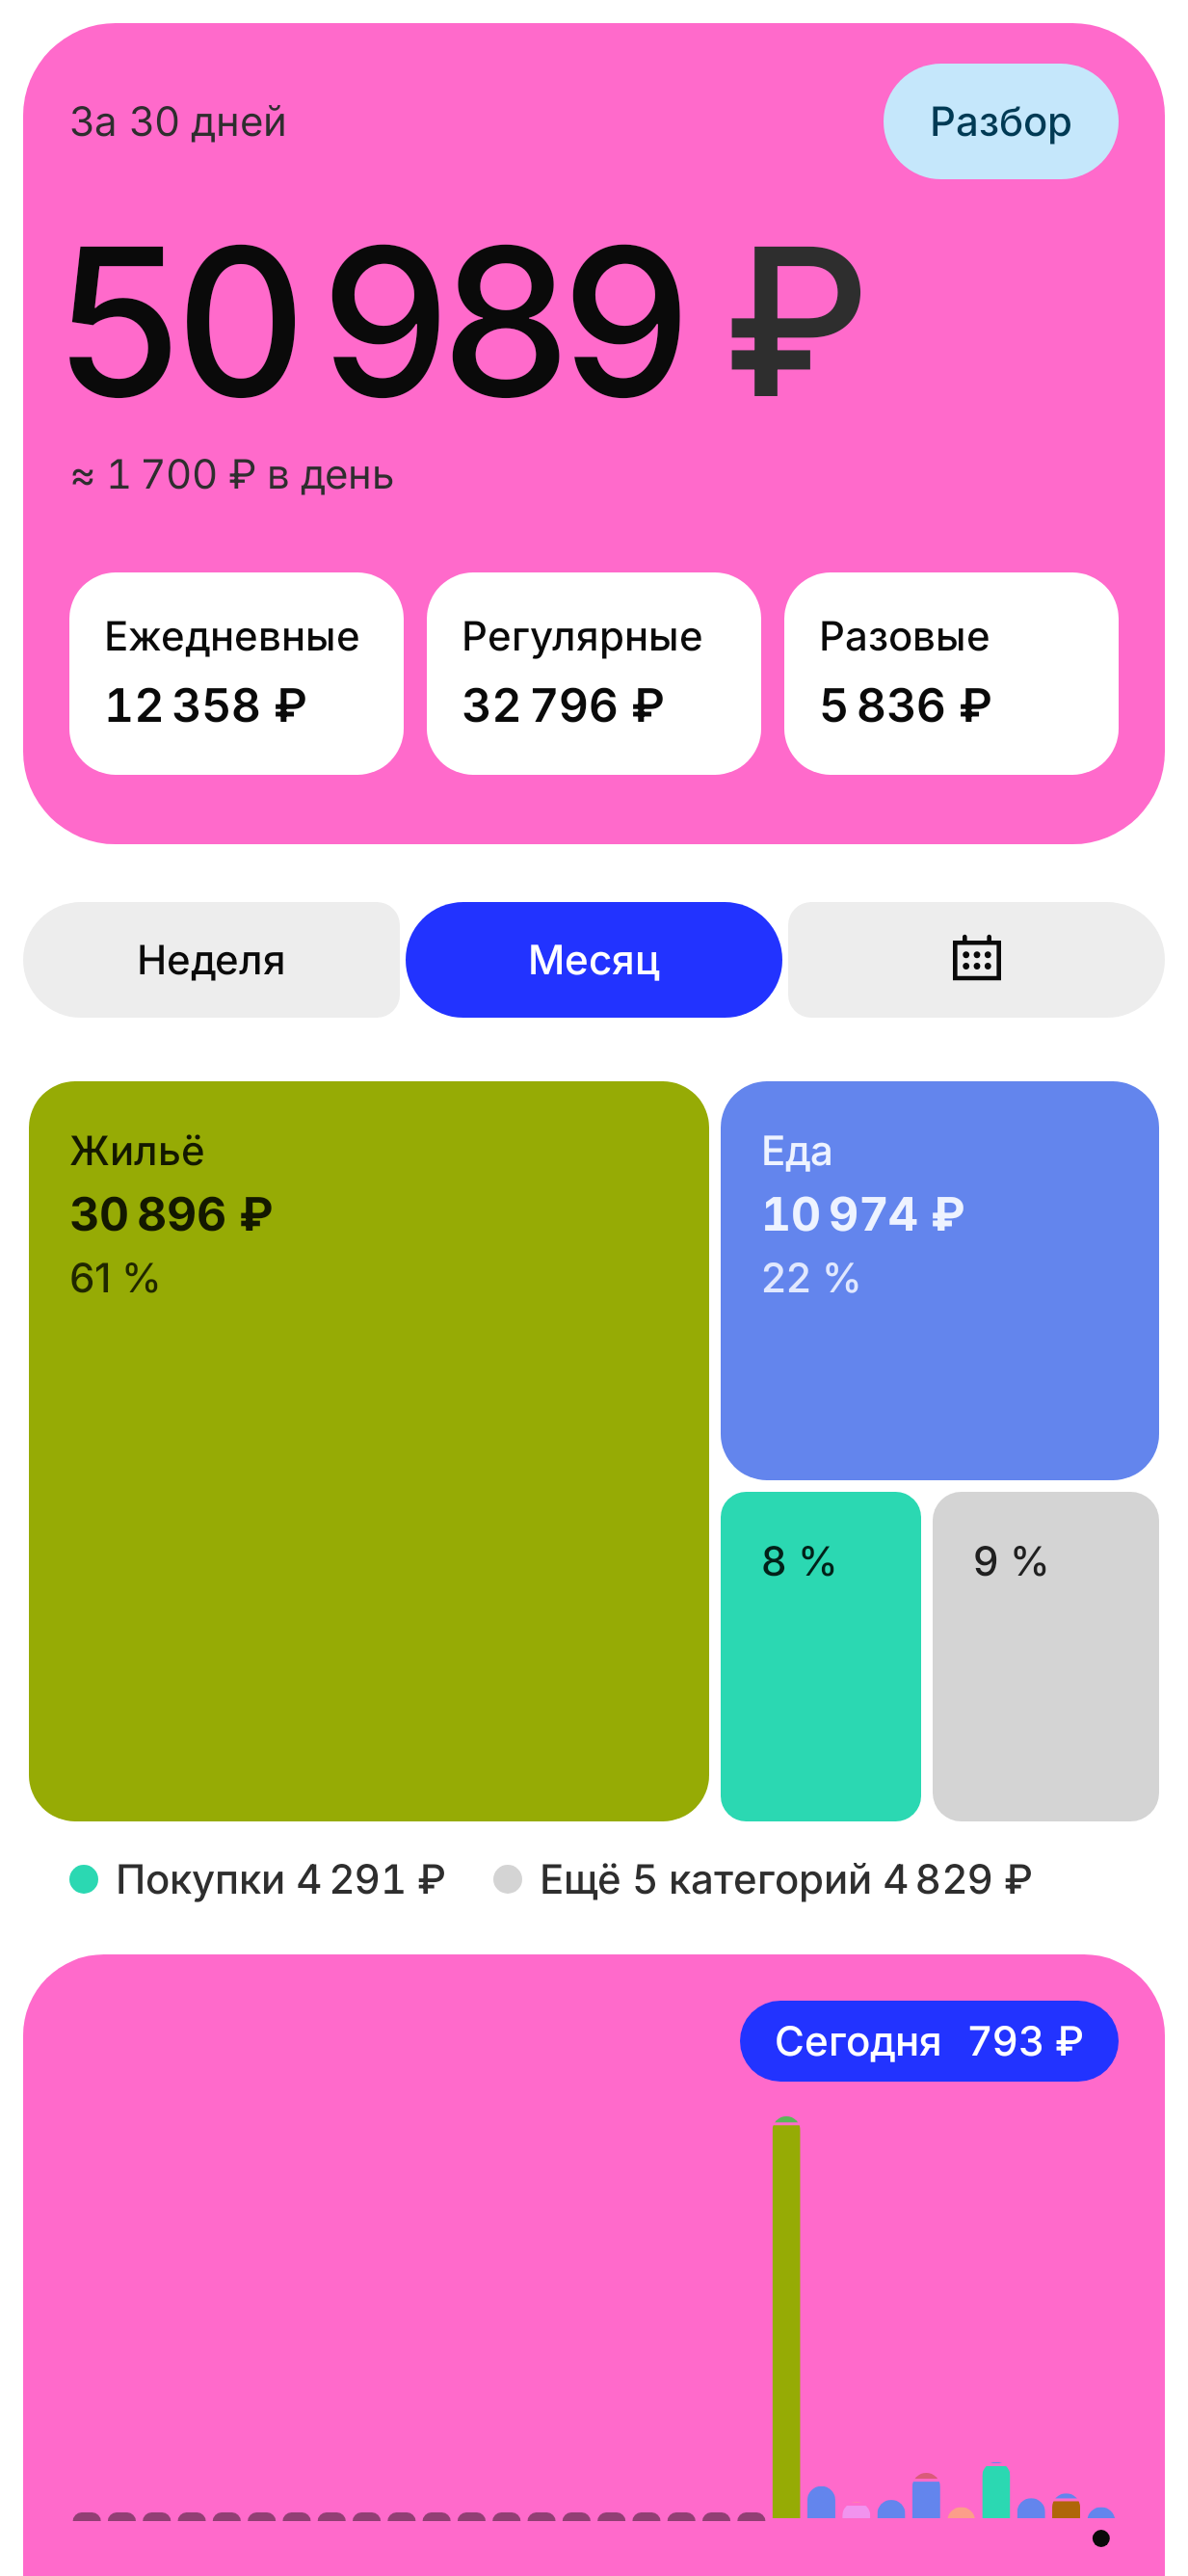 За 30 дней
Разбор
50 989 ₽
≈ 1 700 ₽ в день
Ежедневные
12 358 ₽
Регулярные
32 796 ₽
Разовые
5 836 ₽
Неделя
Месяц
Жильё
30 896 ₽
61 %
Еда
10 974 ₽
22 %
8 %
9 %
Покупки 4 291 ₽
Ещё 5 категорий 4 829 ₽
Сегодня 793 ₽